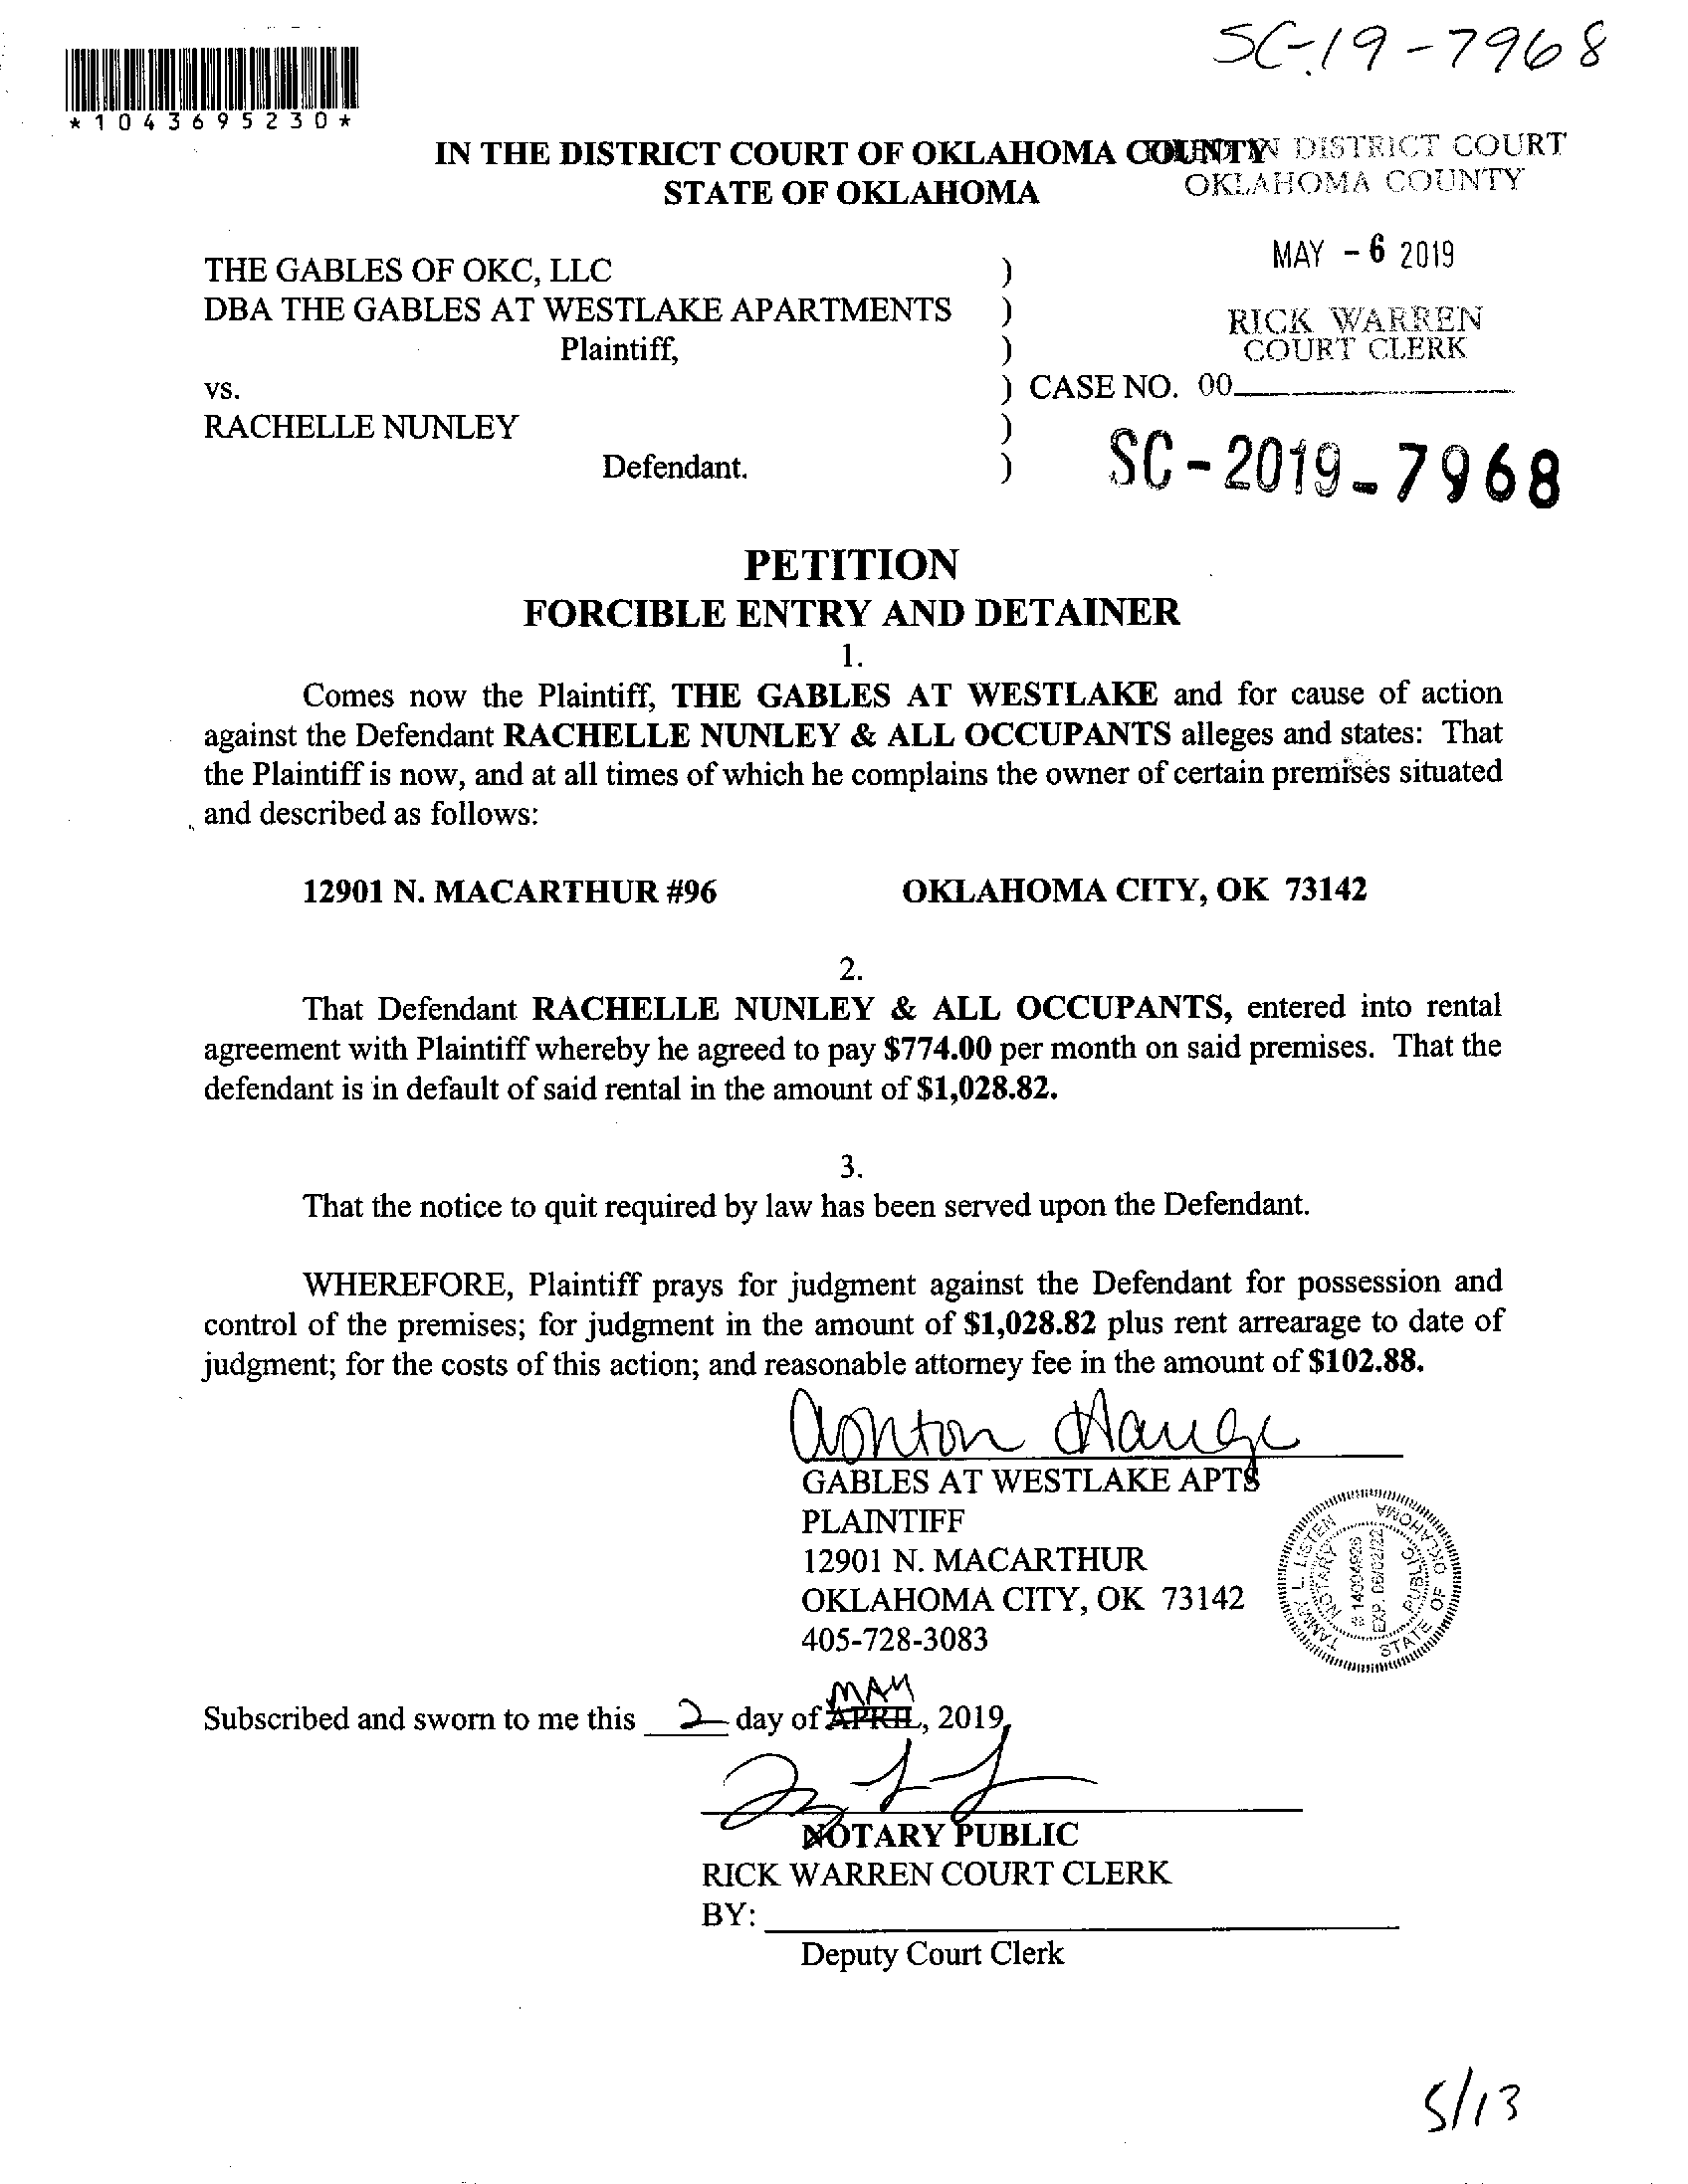 SC-19-7968
*1043695230*
IN THE DISTRICT COURT OF OKLAHOMA COUNTY
STATE OF OKLAHOMA
DISTRICT COURT
OKLAHOMA COUNTY
MAY - 6 2019
RICK WARREN
COURT CLERK
THE GABLES OF OKC, LLC )
DBA THE GABLES AT WESTLAKE APARTMENTS )
Plaintiff, )
vs. ) CASE NO. 00
RACHELLE NUNLEY )
Defendant. )
SC-2019-7968
PETITION
FORCIBLE ENTRY AND DETAINER
1.
Comes now the Plaintiff, THE GABLES AT WESTLAKE and for cause of action
against the Defendant RACHELLE NUNLEY & ALL OCCUPANTS alleges and states: That
the Plaintiff is now, and at all times of which he complains the owner of certain premises situated
and described as follows:
12901 N. MACARTHUR #96 OKLAHOMA CITY, OK 73142
2.
That Defendant RACHELLE NUNLEY & ALL OCCUPANTS, entered into rental
agreement with Plaintiff whereby he agreed to pay $774.00 per month on said premises. That the
defendant is in default of said rental in the amount of $1,028.82.
3.
That the notice to quit required by law has been served upon the Defendant.
WHEREFORE, Plaintiff prays for judgment against the Defendant for possession and
control of the premises; for judgment in the amount of $1,028.82 plus rent arrearage to date of
judgment; for the costs of this action; and reasonable attorney fee in the amount of $102.88.
GABLES AT WESTLAKE APTS
PLAINTIFF
12901 N. MACARTHUR
OKLAHOMA CITY, OK 73142
405-728-3083
TAMMY L. LISTEN
NOTARY PUBLIC
# 14004926
EXP. 06/02/22
STATE OF OKLAHOMA
MAY
Subscribed and sworn to me this 2 day of APRIL, 2019,
NOTARY PUBLIC
RICK WARREN COURT CLERK
BY:
Deputy Court Clerk
5/13